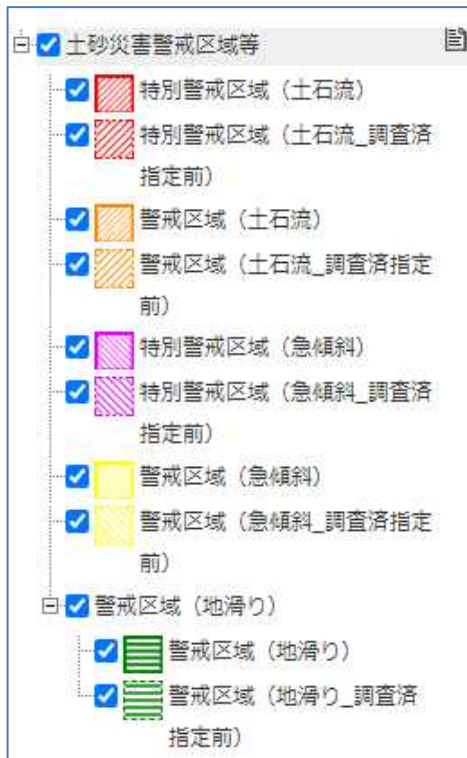 土砂災害警戒区域等
特別警戒区域（土石流）
特別警戒区域（土石流_調査済
指定前）
警戒区域（土石流）
警戒区域（土石流_調査済指定
前）
特別警戒区域（急傾斜）
特別警戒区域（急傾斜_調査済
指定前）
警戒区域（急傾斜）
警戒区域（急傾斜_調査済指定
前）
警戒区域（地滑り）
警戒区域（地滑り）
警戒区域（地滑り_調査済
指定前）